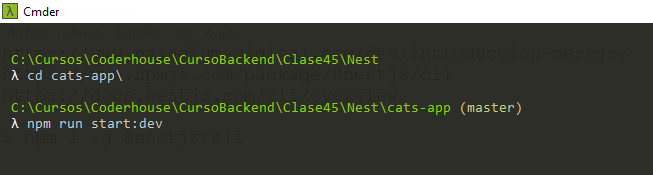 λ Cmder
C:\Cursos\Coderhouse\CursoBackend\Clase45\Nest
λ cd cats-app\
C:\Cursos\Coderhouse\CursoBackend\Clase45\Nest\cats-app (master)
λ npm run start:dev